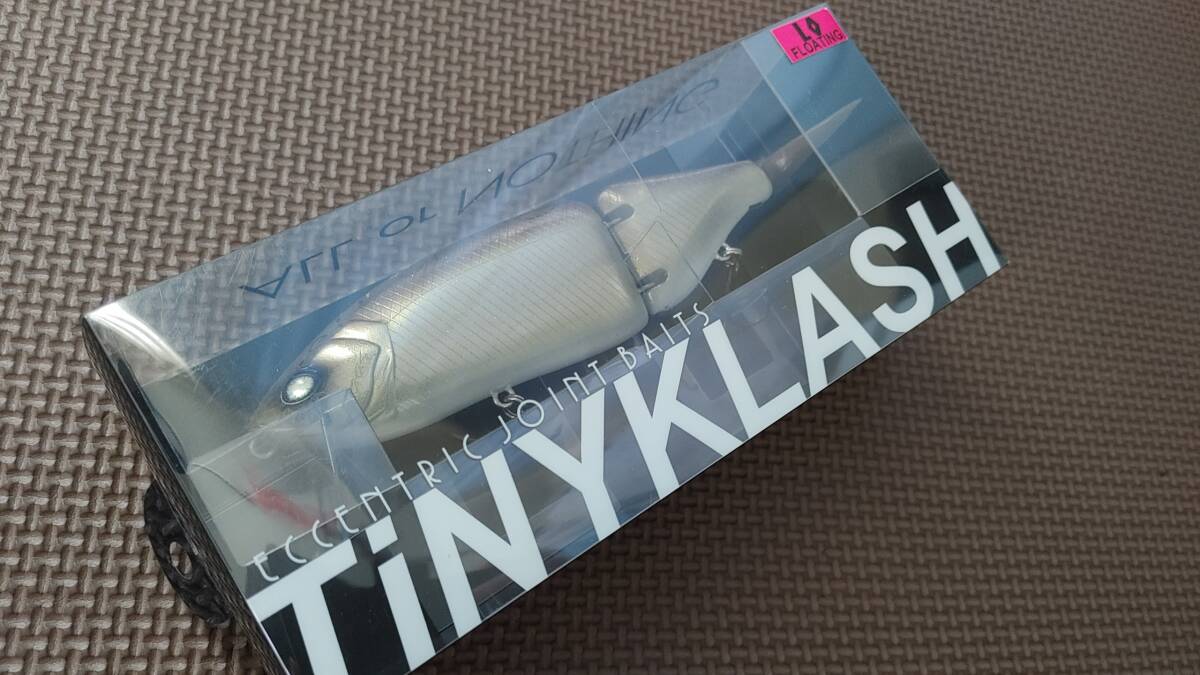 LO
FLOATING
ALL or NOTHING
ECCENTRIC JOINT BAITS
TiNYKLASH